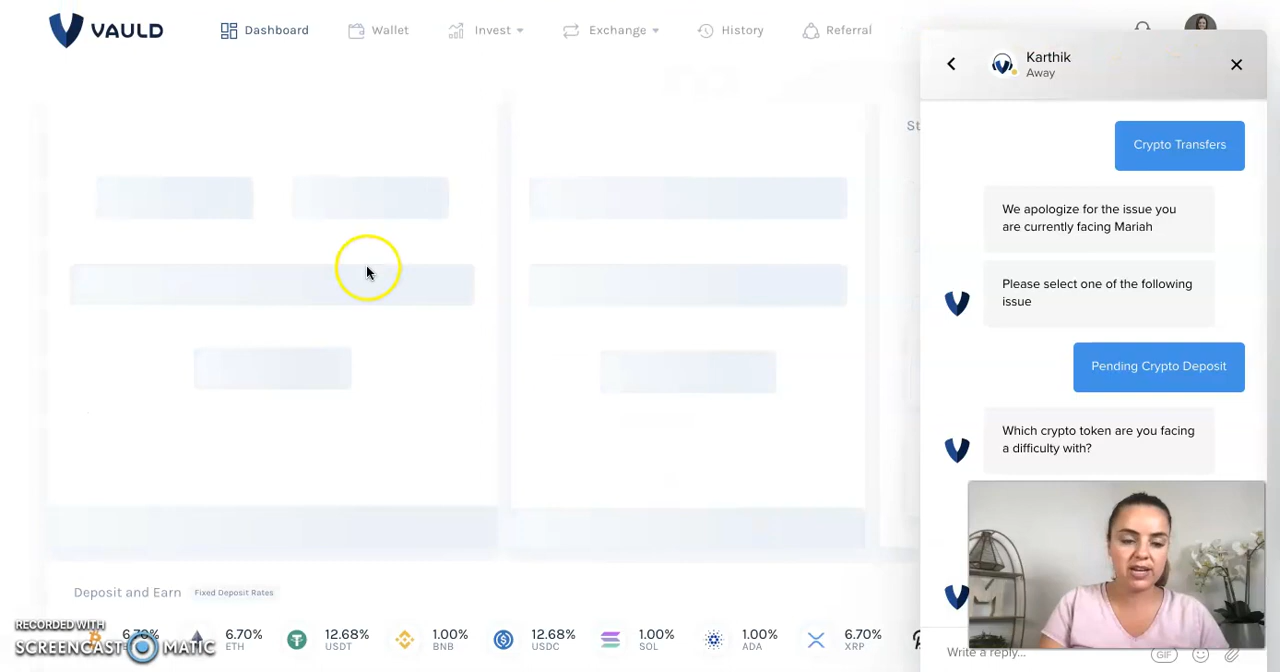 VAULD
Dashboard
Wallet
Invest
Exchange
History
Referral
Karthik
Away
Crypto Transfers
We apologize for the issue you
are currently facing Mariah
Please select one of the following
issue
Pending Crypto Deposit
Which crypto token are you facing
a difficulty with?
St
Deposit and Earn
Fixed Deposit Rates
6.70%
6.70%
ETH
12.68%
USDT
1.00%
BNB
12.68%
USDC
1.00%
SOL
1.00%
ADA
6.70%
XRP
RECORDED WITH
SCREENCAST MATIC
Write a reply...
GIF